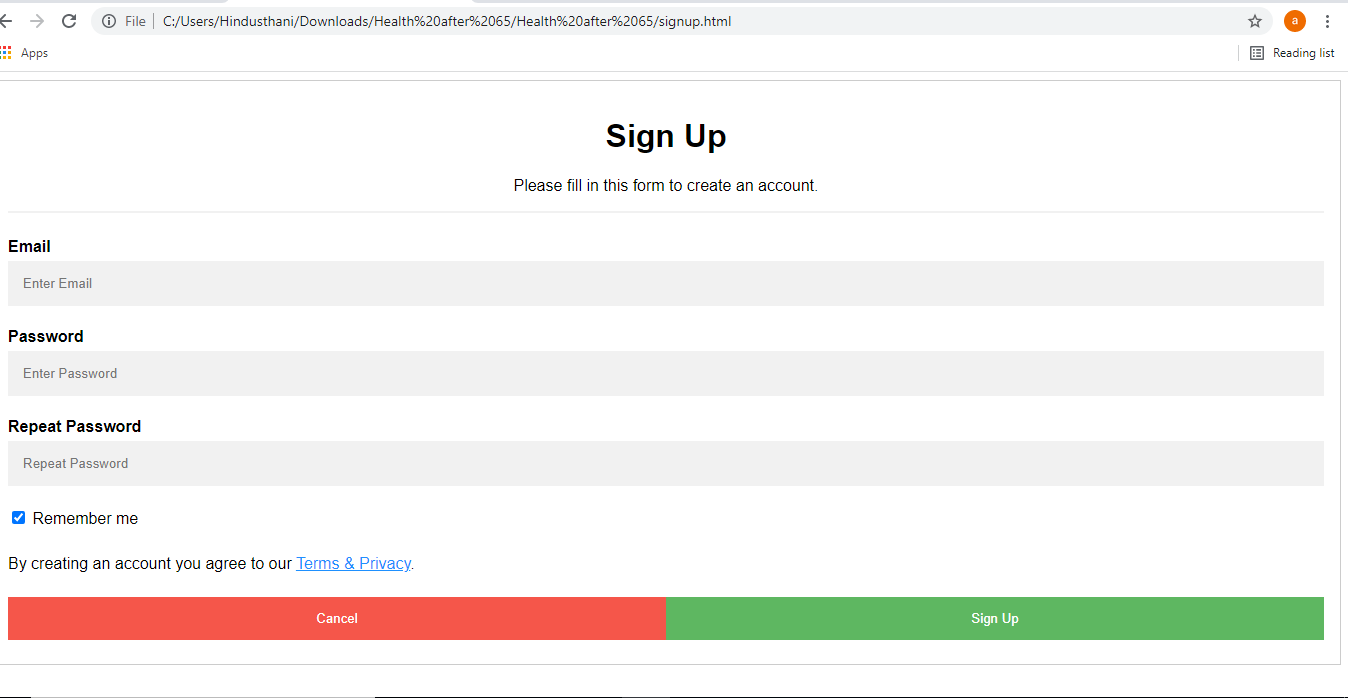 File C:/Users/Hindusthani/Downloads/Health%20after%2065/Health%20after%2065/signup.html a
Apps Reading list
Sign Up
Please fill in this form to create an account.
Email
Enter Email
Password
Enter Password
Repeat Password
Repeat Password
Remember me
By creating an account you agree to our Terms & Privacy.
Cancel Sign Up